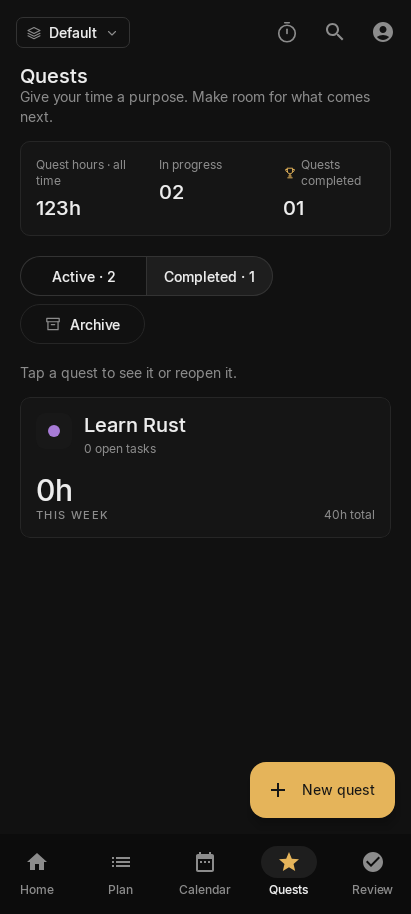 Default
Quests
Give your time a purpose. Make room for what comes
next.
Quest hours · all
time
123h
In progress
02
Quests
completed
01
Active · 2
Completed · 1
Archive
Tap a quest to see it or reopen it.
Learn Rust
0 open tasks
0h
THIS WEEK
40h total
New quest
Home
Plan
Calendar
Quests
Review